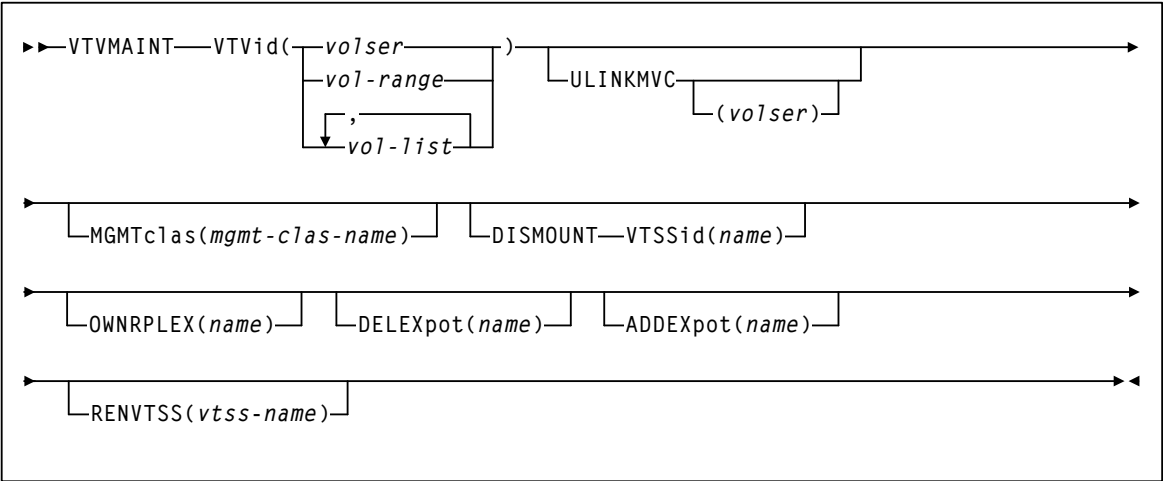 VTVMAINT VTVid( volser ) ULINKMVC (volser)
vol-range
,
vol-list
MGMTclas(mgmt-clas-name) DISMOUNT VTSSid(name)
OWNRPLEX(name) DELEXpot(name) ADDEXpot(name)
RENVTSS(vtss-name)